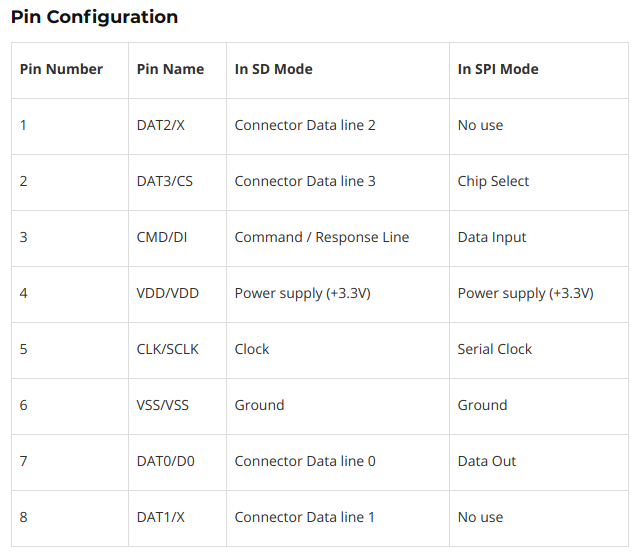 Pin Configuration
Pin Number Pin Name In SD Mode In SPI Mode
1 DAT2/X Connector Data line 2 No use
2 DAT3/CS Connector Data line 3 Chip Select
3 CMD/DI Command / Response Line Data Input
4 VDD/VDD Power supply (+3.3V) Power supply (+3.3V)
5 CLK/SCLK Clock Serial Clock
6 VSS/VSS Ground Ground
7 DAT0/D0 Connector Data line 0 Data Out
8 DAT1/X Connector Data line 1 No use